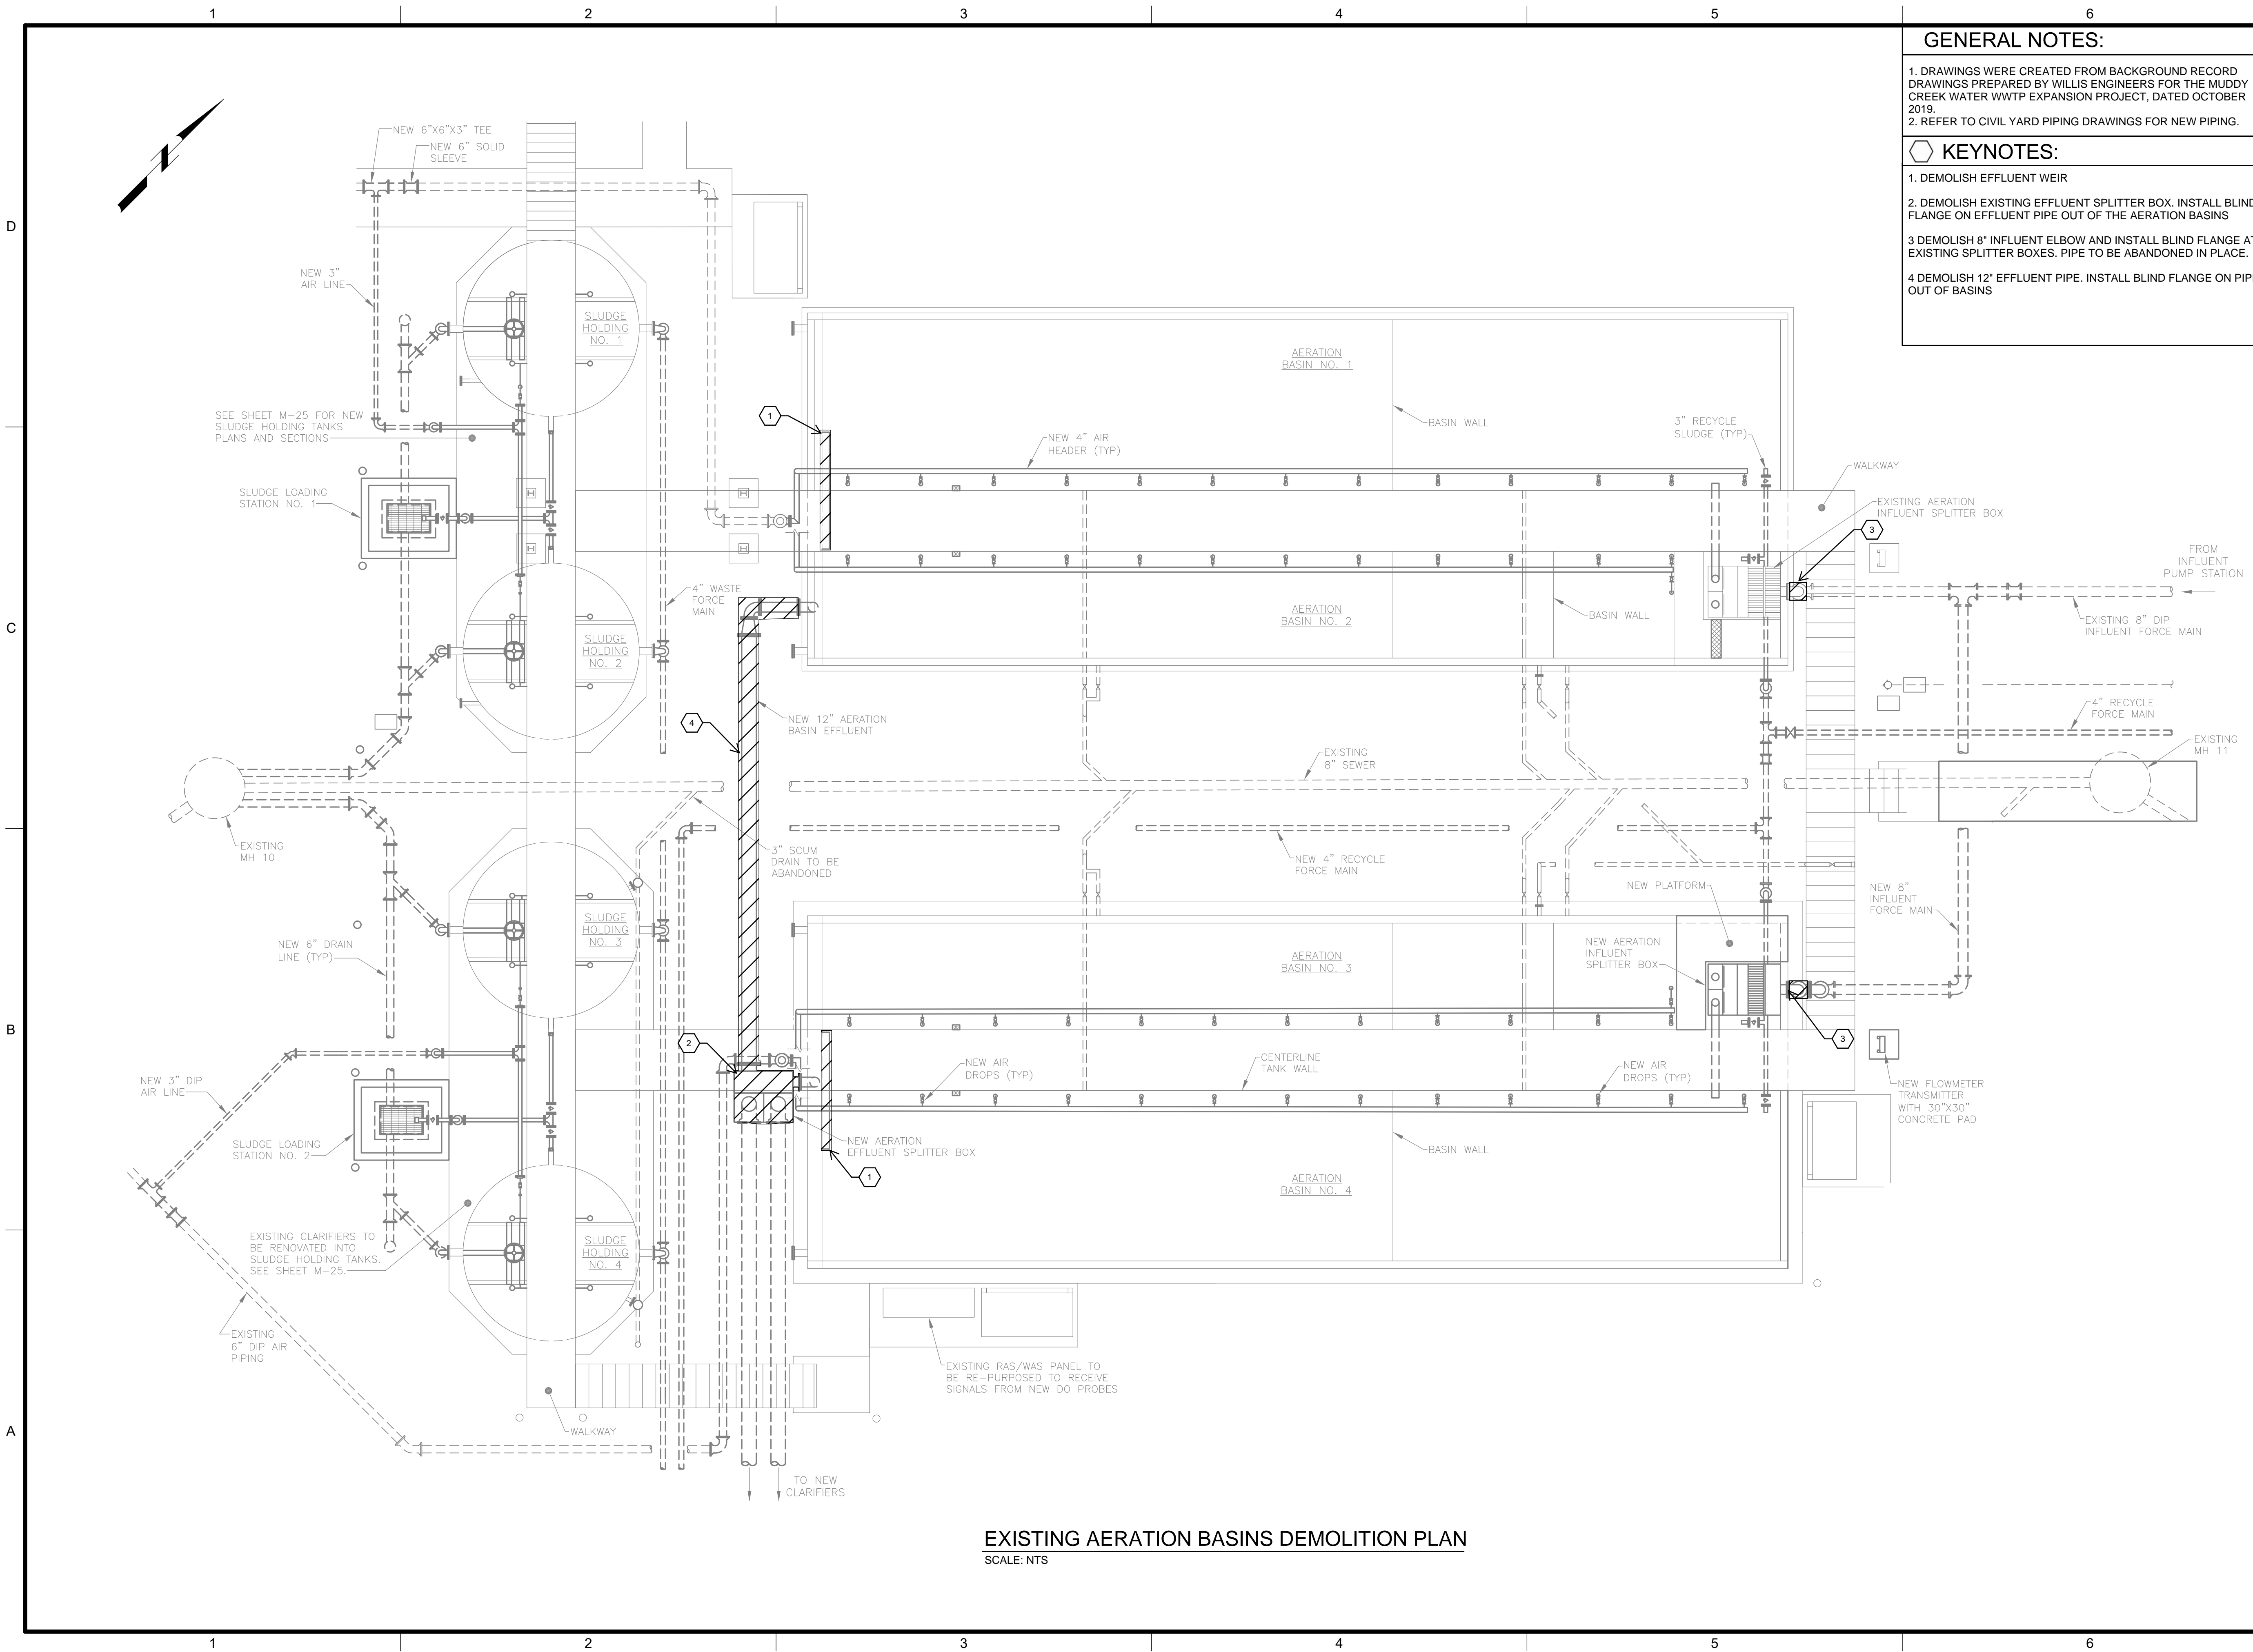 1 2 3 4 5 6
GENERAL NOTES:
1. DRAWINGS WERE CREATED FROM BACKGROUND RECORD
DRAWINGS PREPARED BY WILLIS ENGINEERS FOR THE MUDDY
CREEK WATER WWTP EXPANSION PROJECT, DATED OCTOBER
2019.
2. REFER TO CIVIL YARD PIPING DRAWINGS FOR NEW PIPING.
KEYNOTES:
1. DEMOLISH EFFLUENT WEIR
2. DEMOLISH EXISTING EFFLUENT SPLITTER BOX. INSTALL BLIND
FLANGE ON EFFLUENT PIPE OUT OF THE AERATION BASINS
3 DEMOLISH 8" INFLUENT ELBOW AND INSTALL BLIND FLANGE AT
EXISTING SPLITTER BOXES. PIPE TO BE ABANDONED IN PLACE.
4 DEMOLISH 12" EFFLUENT PIPE. INSTALL BLIND FLANGE ON PIP
OUT OF BASINS
NEW 6"X6"X3" TEE
NEW 6" SOLID
SLEEVE
D
NEW 3"
AIR LINE
SLUDGE
HOLDING
NO. 1
AERATION
BASIN NO. 1
SEE SHEET M-25 FOR NEW
SLUDGE HOLDING TANKS
PLANS AND SECTIONS
1
NEW 4" AIR
HEADER (TYP)
BASIN WALL
3" RECYCLE
SLUDGE (TYP)
WALKWAY
SLUDGE LOADING
STATION NO. 1
EXISTING AERATION
INFLUENT SPLITTER BOX
3
FROM
INFLUENT
PUMP STATION
4" WASTE
FORCE
MAIN
AERATION
BASIN NO. 2
BASIN WALL
EXISTING 8" DIP
INFLUENT FORCE MAIN
C
SLUDGE
HOLDING
NO. 2
4
NEW 12" AERATION
BASIN EFFLUENT
4" RECYCLE
FORCE MAIN
EXISTING
MH 11
EXISTING
8" SEWER
EXISTING
MH 10
3" SCUM
DRAIN TO BE
ABANDONED
NEW 4" RECYCLE
FORCE MAIN
NEW PLATFORM
NEW 8"
INFLUENT
FORCE MAIN
SLUDGE
HOLDING
NO. 3
NEW 6" DRAIN
LINE (TYP)
AERATION
BASIN NO. 3
NEW AERATION
INFLUENT
SPLITTER BOX
B
2
3
NEW 3" DIP
AIR LINE
NEW AIR
DROPS (TYP)
CENTERLINE
TANK WALL
NEW AIR
DROPS (TYP)
NEW FLOWMETER
TRANSMITTER
WITH 30"X30"
CONCRETE PAD
SLUDGE LOADING
STATION NO. 2
NEW AERATION
EFFLUENT SPLITTER BOX
1
BASIN WALL
AERATION
BASIN NO. 4
EXISTING CLARIFIERS TO
BE RENOVATED INTO
SLUDGE HOLDING TANKS.
SEE SHEET M-25.
SLUDGE
HOLDING
NO. 4
EXISTING
6" DIP AIR
PIPING
EXISTING RAS/WAS PANEL TO
BE RE-PURPOSED TO RECEIVE
SIGNALS FROM NEW DO PROBES
A
WALKWAY
TO NEW
CLARIFIERS
EXISTING AERATION BASINS DEMOLITION PLAN
SCALE: NTS
1 2 3 4 5 6